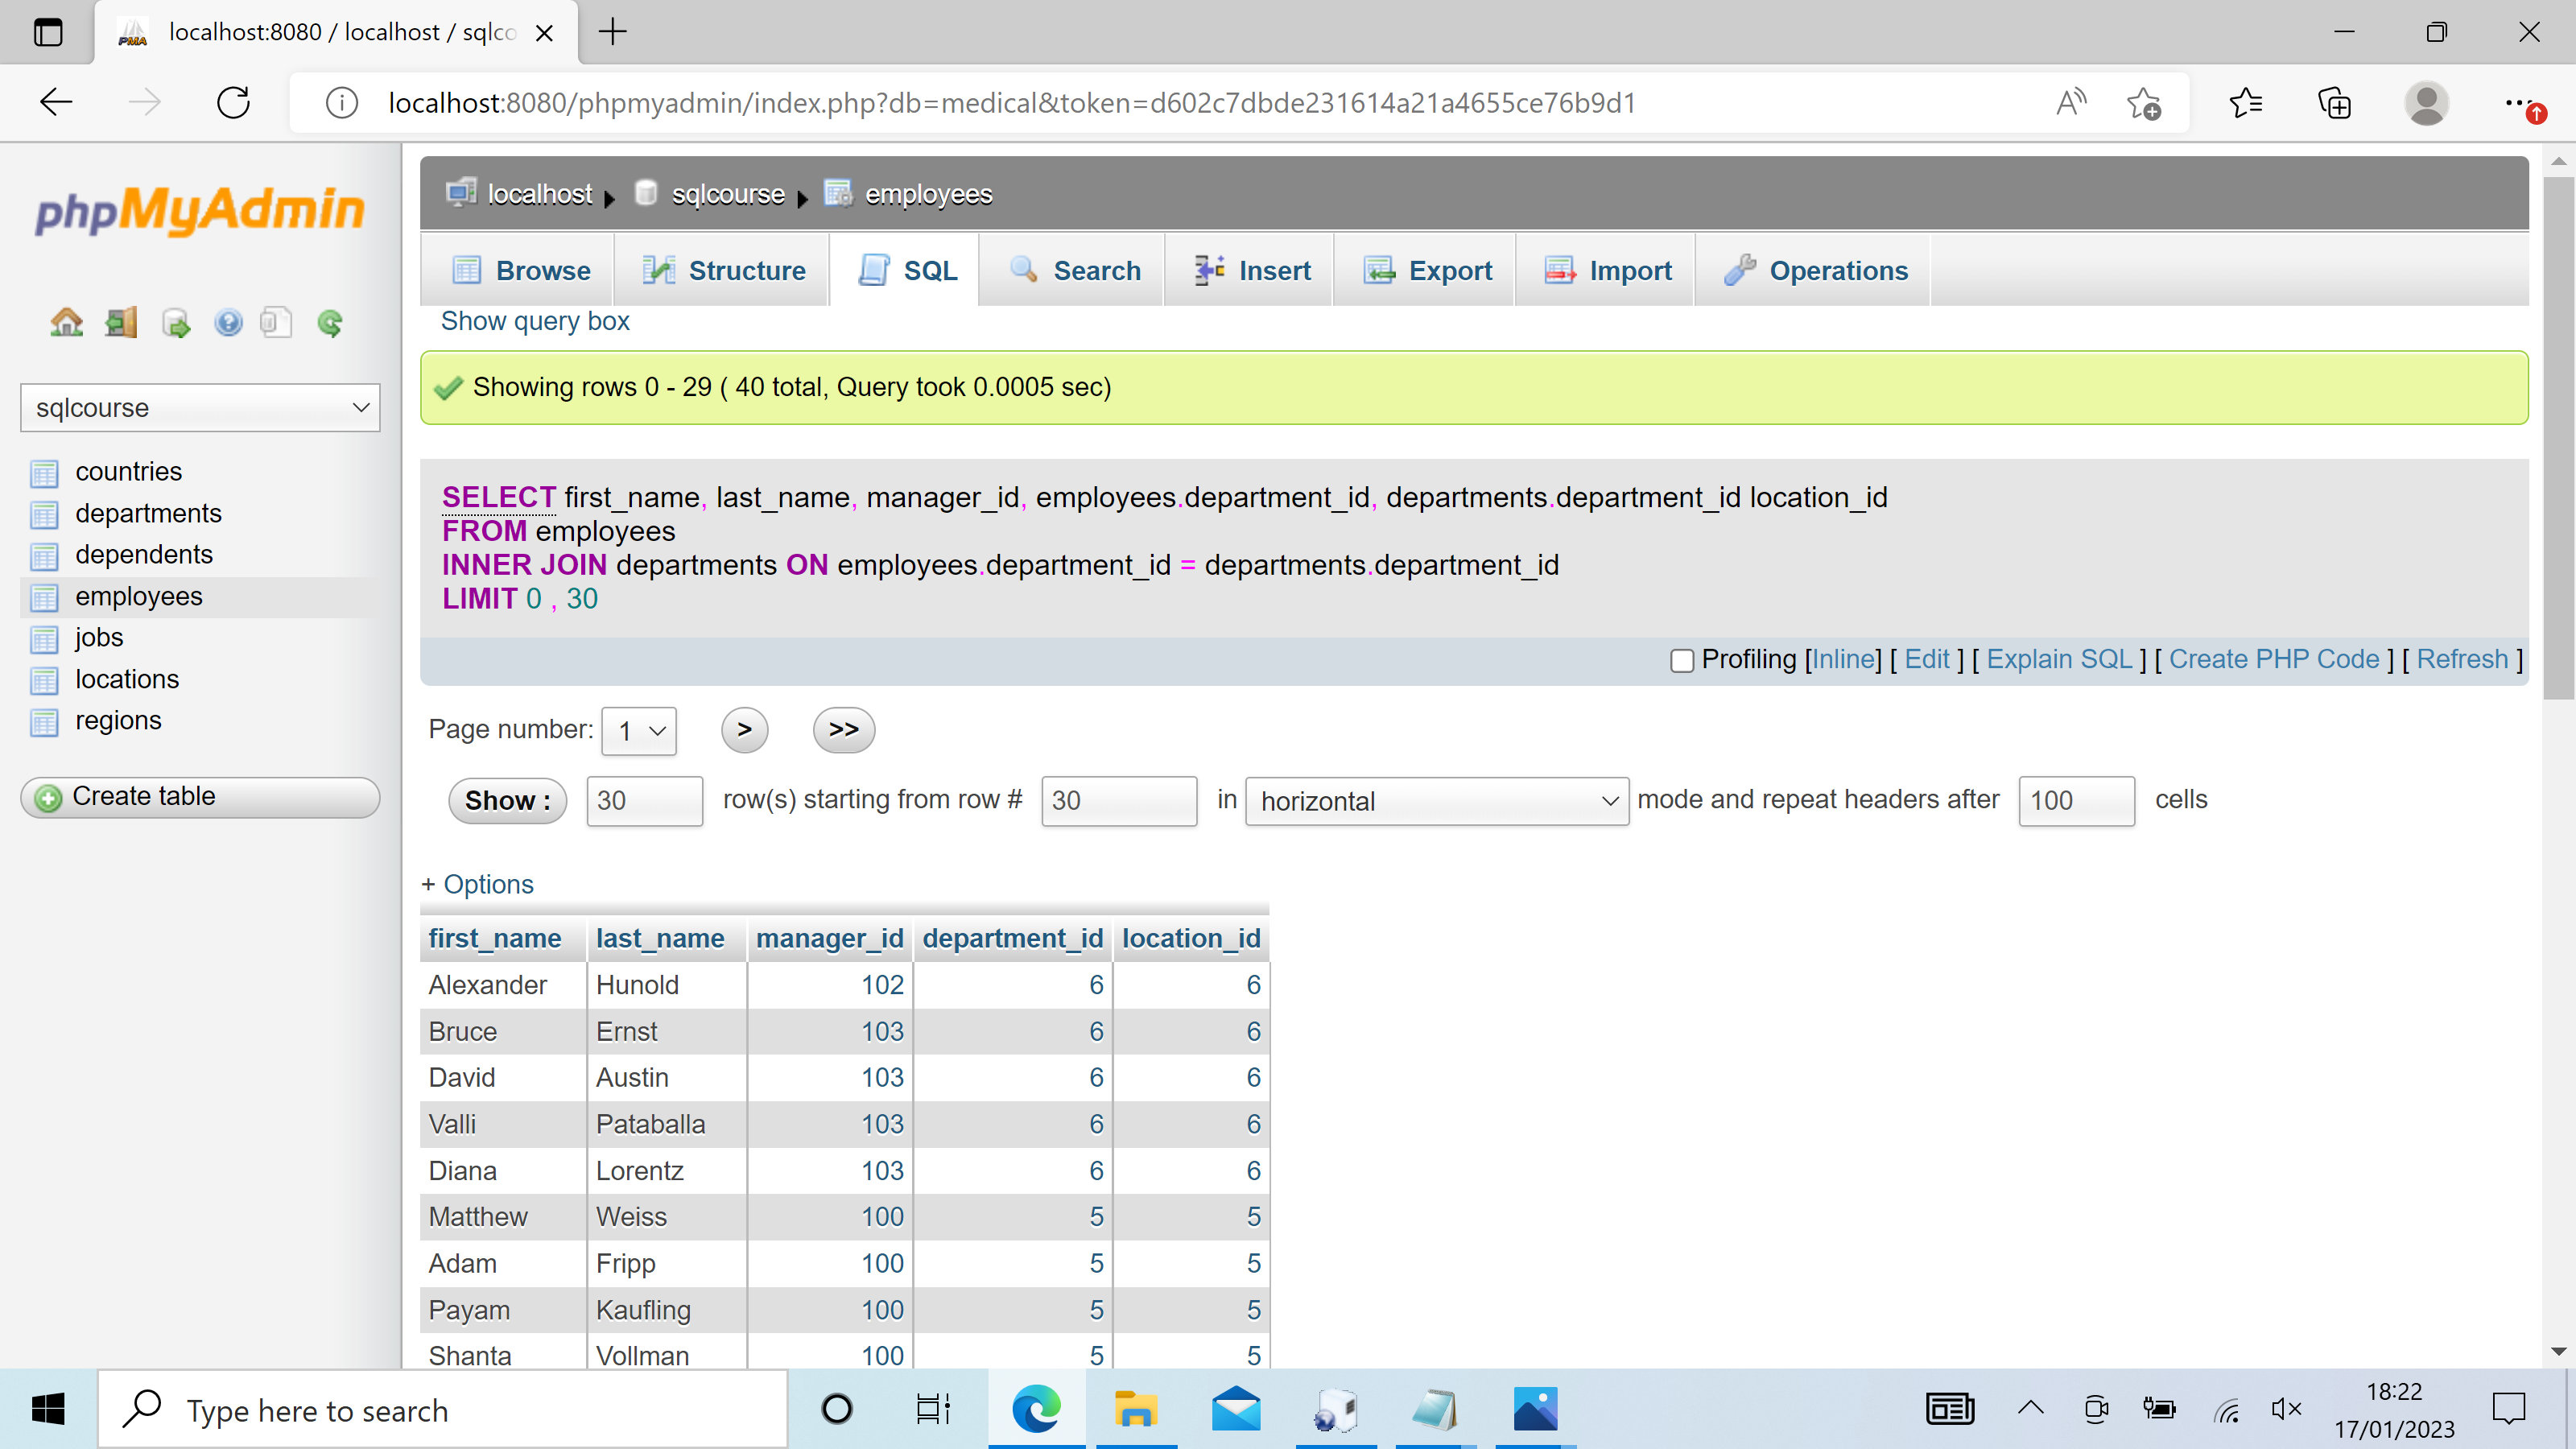 localhost:8080 / localhost / sqlco
localhost:8080/phpmyadmin/index.php?db=medical&token=d602c7dbde231614a21a4655ce76b9d1
phpMyAdmin
sqlcourse
countries
departments
dependents
employees
jobs
locations
regions
Create table
localhost sqlcourse employees
Browse Structure SQL Search Insert Export Import Operations
Show query box
Showing rows 0 - 29 ( 40 total, Query took 0.0005 sec)
SELECT first_name, last_name, manager_id, employees.department_id, departments.department_id location_id
FROM employees
INNER JOIN departments ON employees.department_id = departments.department_id
LIMIT 0 , 30
Profiling [Inline] [ Edit ] [ Explain SQL ] [ Create PHP Code ] [ Refresh ]
Page number: 1 > >>
Show : 30 row(s) starting from row # 30 in horizontal mode and repeat headers after 100 cells
+ Options
first_name last_name manager_id department_id location_id
Alexander Hunold 102 6 6
Bruce Ernst 103 6 6
David Austin 103 6 6
Valli Pataballa 103 6 6
Diana Lorentz 103 6 6
Matthew Weiss 100 5 5
Adam Fripp 100 5 5
Payam Kaufling 100 5 5
Shanta Vollman 100 5 5
Type here to search
18:22
17/01/2023